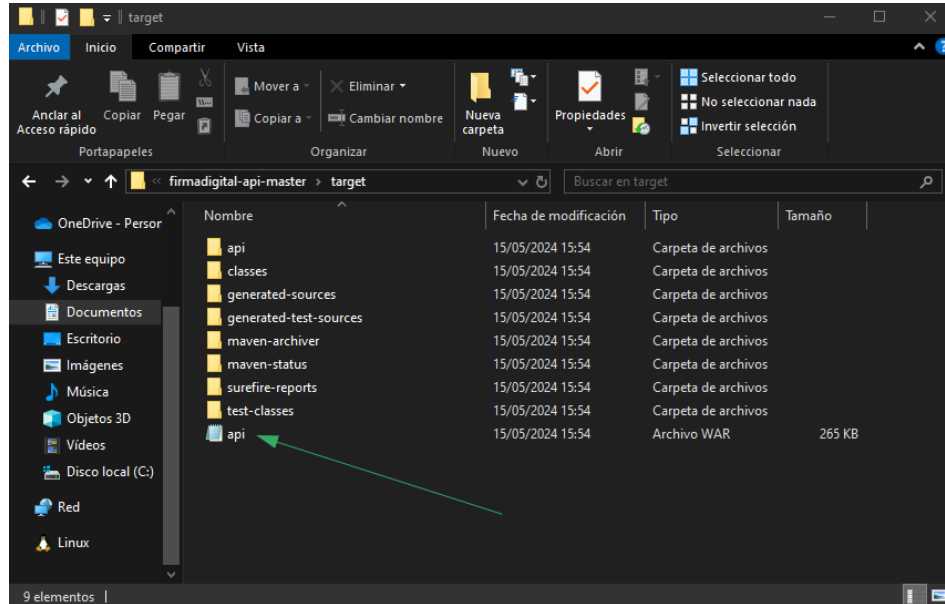 target
Archivo Inicio Compartir Vista
Anclar al Acceso rápido
Copiar
Pegar
Portapapeles
Mover a
Copiar a
Eliminar
Cambiar nombre
Organizar
Nueva carpeta
Nuevo
Propiedades
Abrir
Seleccionar todo
No seleccionar nada
Invertir selección
Seleccionar
« firmadigital-api-master › target
Buscar en target
OneDrive - Person
Este equipo
Descargas
Documentos
Escritorio
Imágenes
Música
Objetos 3D
Vídeos
Disco local (C:)
Red
Linux
Nombre Fecha de modificación Tipo Tamaño
api 15/05/2024 15:54 Carpeta de archivos
classes 15/05/2024 15:54 Carpeta de archivos
generated-sources 15/05/2024 15:54 Carpeta de archivos
generated-test-sources 15/05/2024 15:54 Carpeta de archivos
maven-archiver 15/05/2024 15:54 Carpeta de archivos
maven-status 15/05/2024 15:54 Carpeta de archivos
surefire-reports 15/05/2024 15:54 Carpeta de archivos
test-classes 15/05/2024 15:54 Carpeta de archivos
api 15/05/2024 15:54 Archivo WAR 265 KB
9 elementos